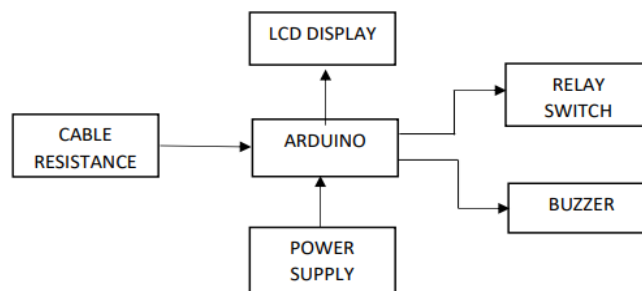 LCD DISPLAY
RELAY
SWITCH
CABLE
RESISTANCE
ARDUINO
BUZZER
POWER
SUPPLY